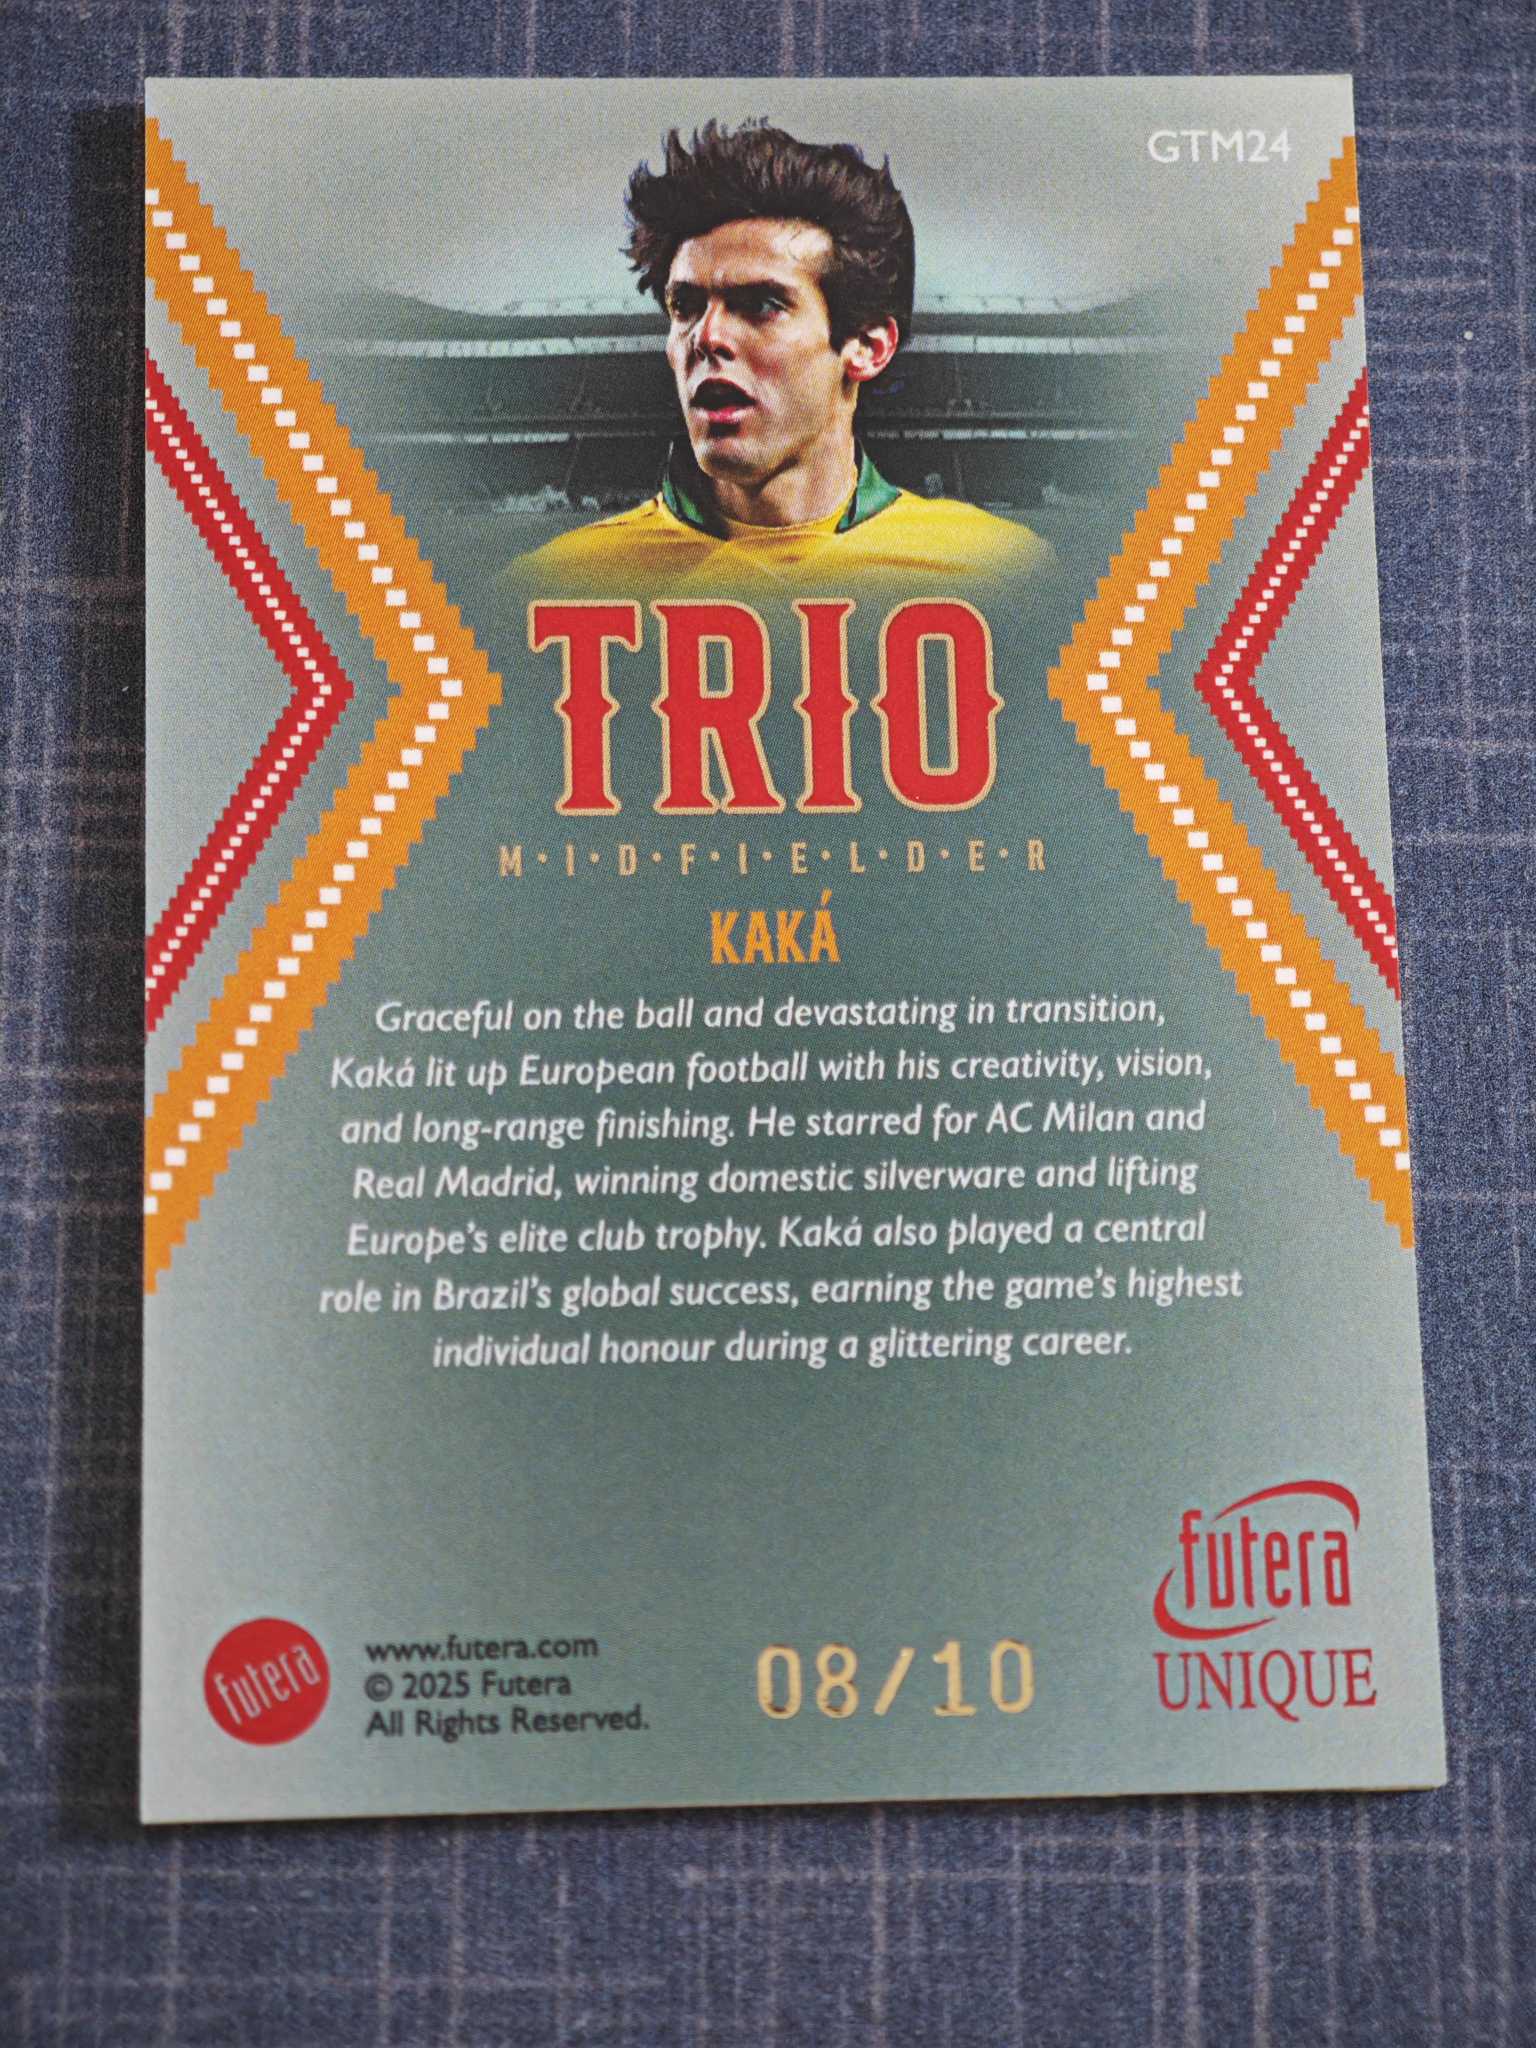 GTM24
TRIO
M·I·D·F·I·E·L·D·E·R
KAKÁ
Graceful on the ball and devastating in transition,
Kaká lit up European football with his creativity, vision,
and long-range finishing. He starred for AC Milan and
Real Madrid, winning domestic silverware and lifting
Europe's elite club trophy. Kaká also played a central
role in Brazil's global success, earning the game's highest
individual honour during a glittering career.
futera
www.futera.com
© 2025 Futera
All Rights Reserved.
08/10
futera
UNIQUE